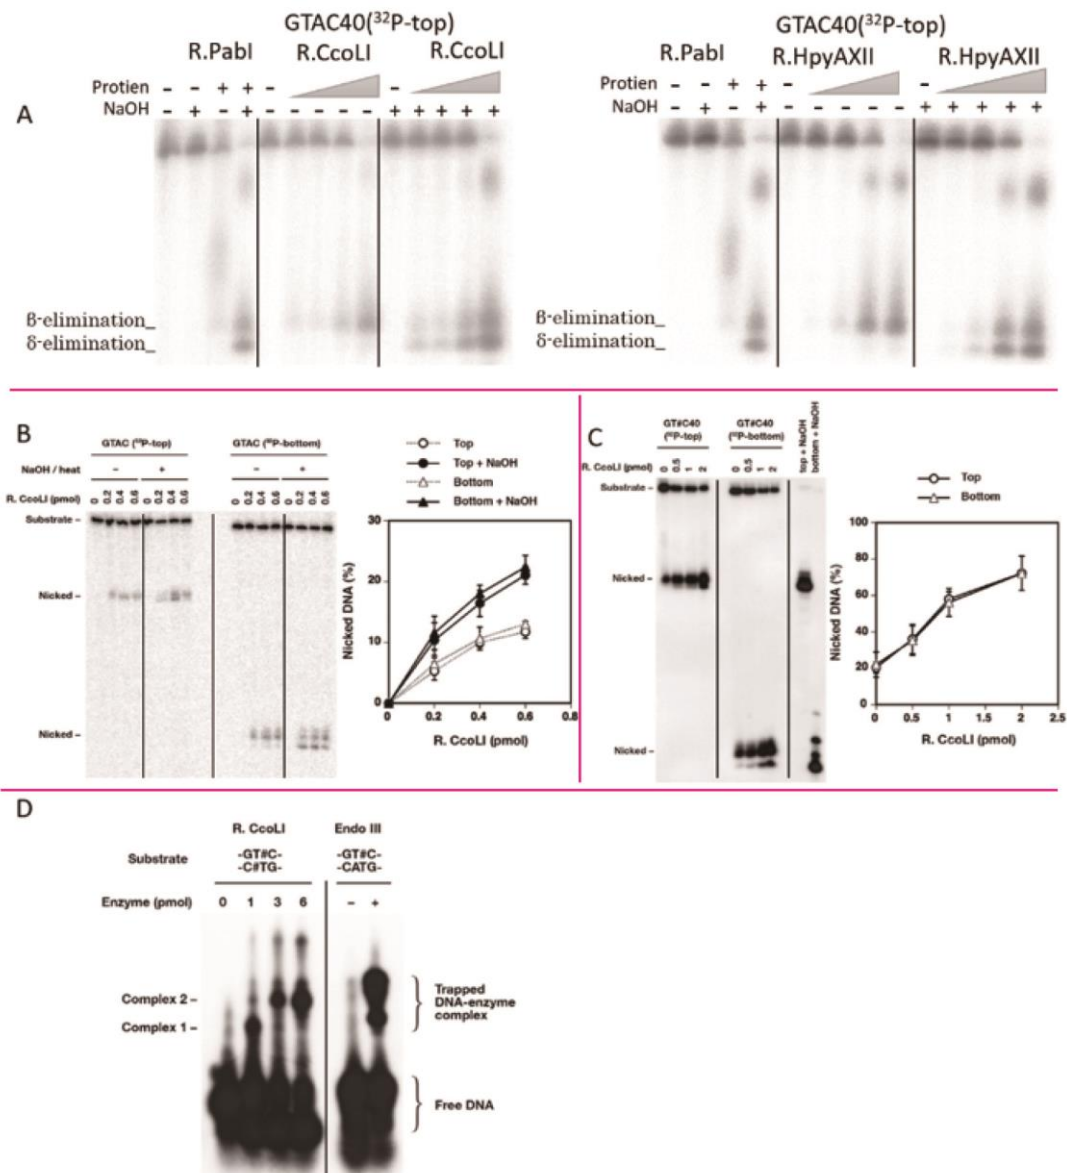 GTAC40(³²P-top)
R.PabI R.CcoLI R.CcoLI
Protien - - + + -
NaOH - + - + - - - - - + + + + +
A
β-elimination_
δ-elimination_
GTAC40(³²P-top)
R.PabI R.HpyAXII R.HpyAXII
Protien - - + + - -
NaOH - + - + - - - - - + + + + +
β-elimination_
δ-elimination_
B
GTAC (³²P-top) GTAC (³²P-bottom)
NaOH / heat - + - +
R. CcoLI (pmol) 0 0.2 0.4 0.6 0 0.2 0.4 0.6 0 0.2 0.4 0.6 0 0.2 0.4 0.6
Substrate -
Nicked -
Nicked -
Top
Top + NaOH
Bottom
Bottom + NaOH
Nicked DNA (%)
30
20
10
0
0 0.2 0.4 0.6 0.8
R. CcoLI (pmol)
C
GT#C40 (³²P-top)
GT#C40 (³²P-bottom)
top + NaOH
bottom + NaOH
R. CcoLI (pmol) 0 0.5 1 2 0 0.5 1 2
Substrate -
Nicked -
Nicked -
Top
Bottom
Nicked DNA (%)
100
80
60
40
20
0
0 0.5 1 1.5 2 2.5
R. CcoLI (pmol)
D
R. CcoLI Endo III
Substrate -GT#C- -GT#C-
-C#TG- -CATG-
Enzyme (pmol) 0 1 3 6 - +
Complex 2 -
Complex 1 -
Trapped
DNA-enzyme
complex
Free DNA